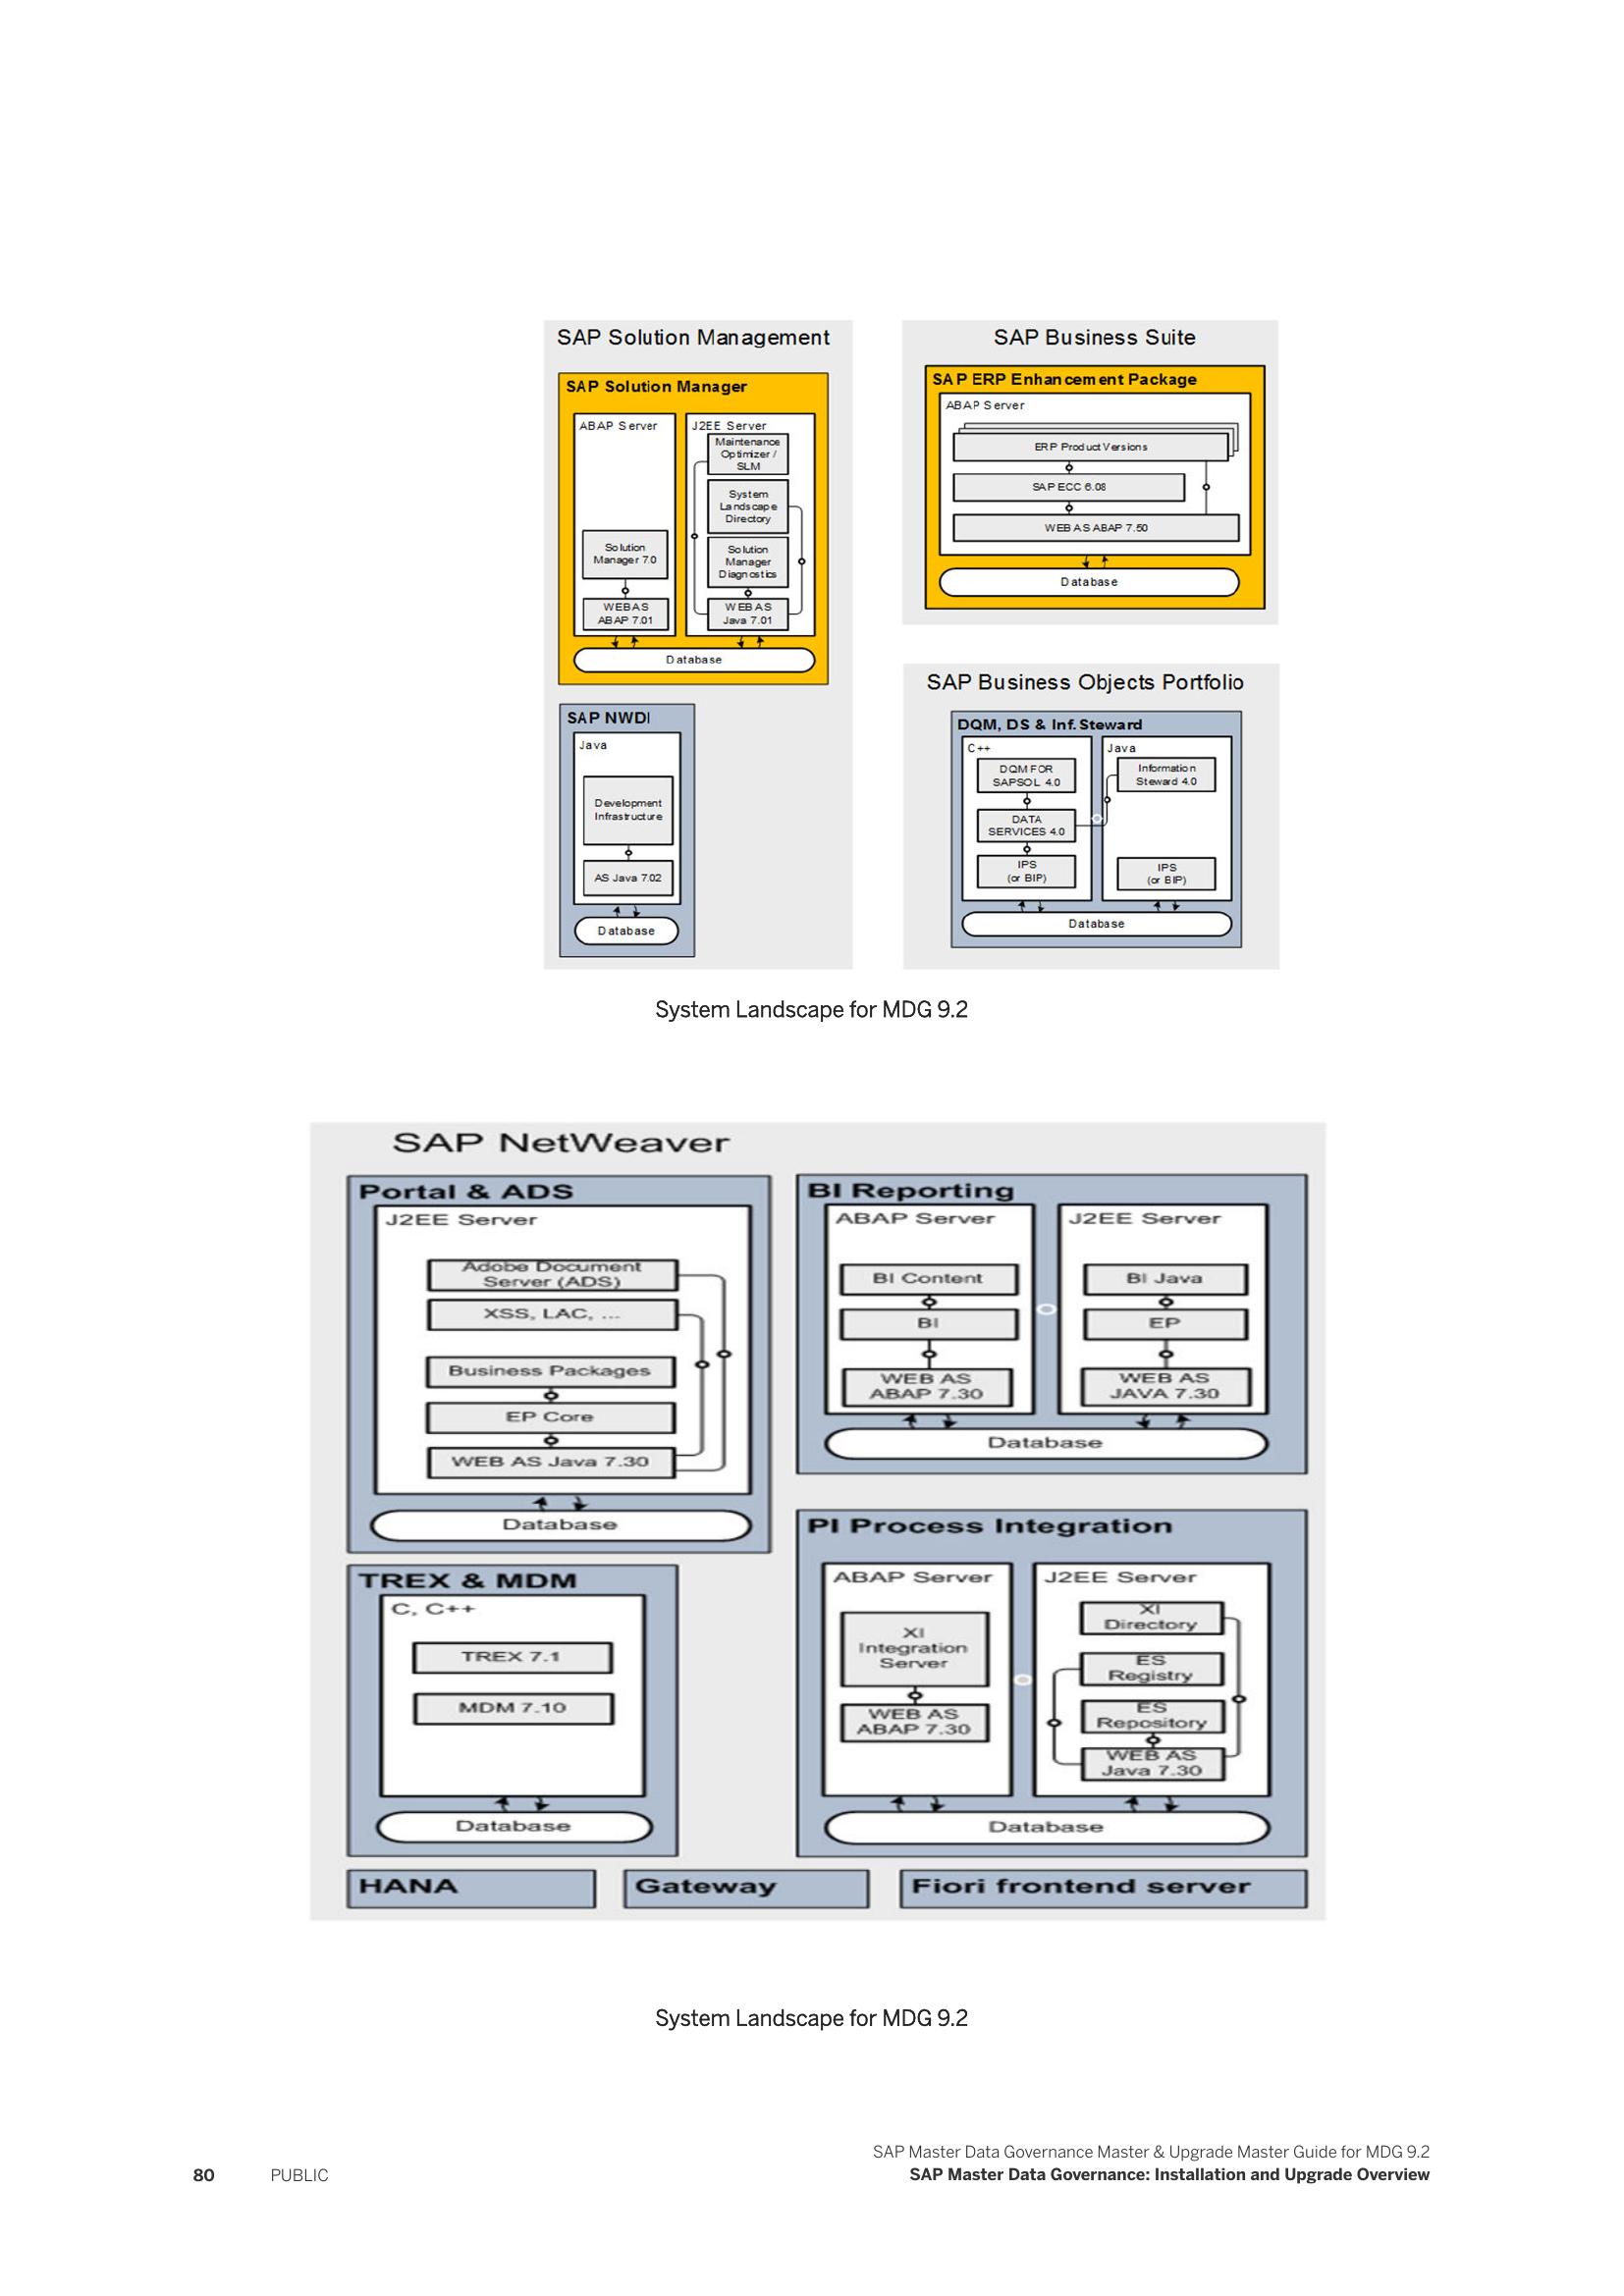 SAP Solution Management
SAP Solution Manager
ABAP Server
Solution
Manager 7.0
WEB AS
ABAP 7.01
J2EE Server
Maintenance
Optimizer /
SLM
System
Landscape
Directory
Solution
Manager
Diagnostics
WEB AS
Java 7.01
Database
SAP NWDI
Java
Development
Infrastructure
AS Java 7.02
Database
SAP Business Suite
SAP ERP Enhancement Package
ABAP Server
ERP Product Versions
SAP ECC 6.08
WEB AS ABAP 7.50
Database
SAP Business Objects Portfolio
DQM, DS & Inf. Steward
C++
DQM FOR
SAPSOL 4.0
DATA
SERVICES 4.0
IPS
(or BIP)
Java
Information
Steward 4.0
IPS
(or BIP)
Database
System Landscape for MDG 9.2
SAP NetWeaver
Portal & ADS
J2EE Server
Adobe Document
Server (ADS)
XSS, LAC, ...
Business Packages
EP Core
WEB AS Java 7.30
Database
BI Reporting
ABAP Server
BI Content
BI
WEB AS
ABAP 7.30
J2EE Server
BI Java
EP
WEB AS
JAVA 7.30
Database
TREX & MDM
C, C++
TREX 7.1
MDM 7.10
Database
PI Process Integration
ABAP Server
XI
Integration
Server
WEB AS
ABAP 7.30
J2EE Server
XI
Directory
ES
Registry
ES
Repository
WEB AS
Java 7.30
Database
HANA
Gateway
Fiori frontend server
System Landscape for MDG 9.2
80
PUBLIC
SAP Master Data Governance Master & Upgrade Master Guide for MDG 9.2
SAP Master Data Governance: Installation and Upgrade Overview